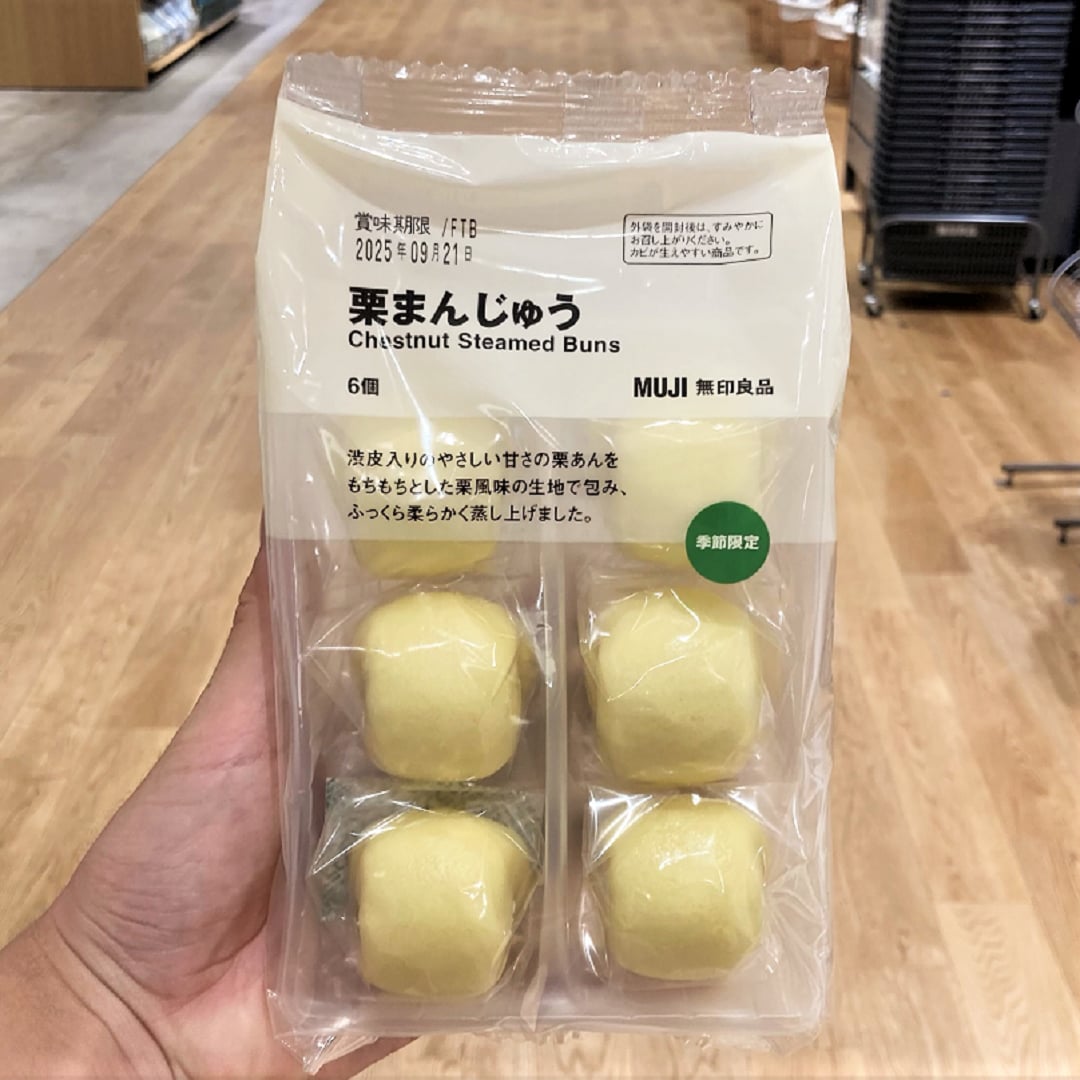 賞味期限 /FTB
2025年09月21日
外袋を開封後は、すみやかに
お召し上がりください。
カビが生えやすい商品です。
栗まんじゅう
Chestnut Steamed Buns
6個
MUJI 無印良品
渋皮入りのやさしい甘さの栗あんを
もちもちとした栗風味の生地で包み、
ふっくら柔らかく蒸し上げました。
季節限定